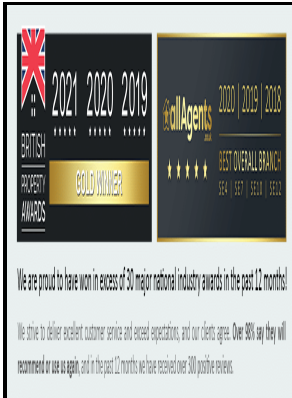 2021 2020 2019
★★★★★ ★★★★★ ★★★★★
BRITISH
PROPERTY
AWARDS
GOLD WINNER
allAgents
.co.uk
★★★★★
2020 | 2019 | 2018
BEST OVERALL BRANCH
SE4 | SE7 | SE10 | SE12
We are proud to have won in excess of 30 major national industry awards in the past 12 months!
We strive to deliver excellent customer service and exceed expectations, and our clients agree. Over 98% say they will
recommend or use us again, and in the past 12 months we have received over 300 positive reviews.